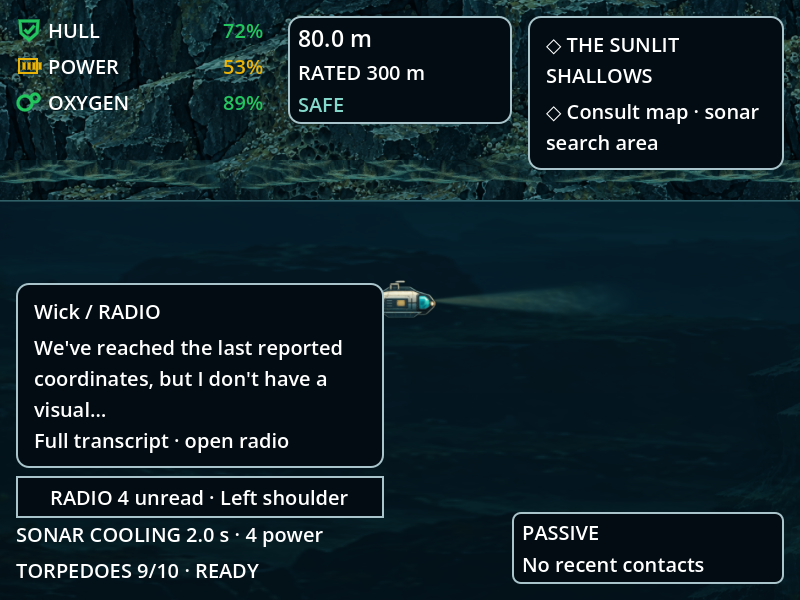 HULL 72%
POWER 53%
OXYGEN 89%
80.0 m
RATED 300 m
SAFE
◇ THE SUNLIT
SHALLOWS
◇ Consult map · sonar
search area
Wick / RADIO
We've reached the last reported
coordinates, but I don't have a
visual...
Full transcript · open radio
RADIO 4 unread · Left shoulder
SONAR COOLING 2.0 s · 4 power
TORPEDOES 9/10 · READY
PASSIVE
No recent contacts